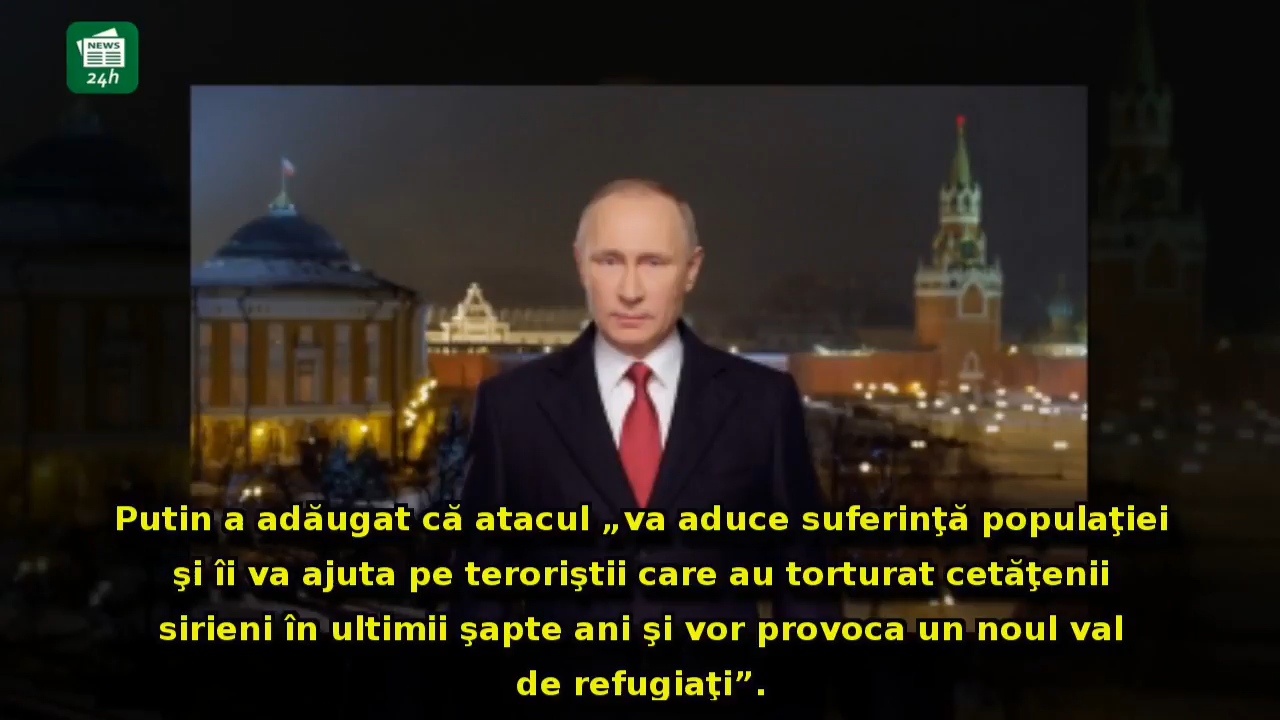 NEWS
24h
Putin a adăugat că atacul „va aduce suferinţă populaţiei
şi îi va ajuta pe teroriştii care au torturat cetăţenii
sirieni în ultimii şapte ani şi vor provoca un noul val
de refugiaţi”.